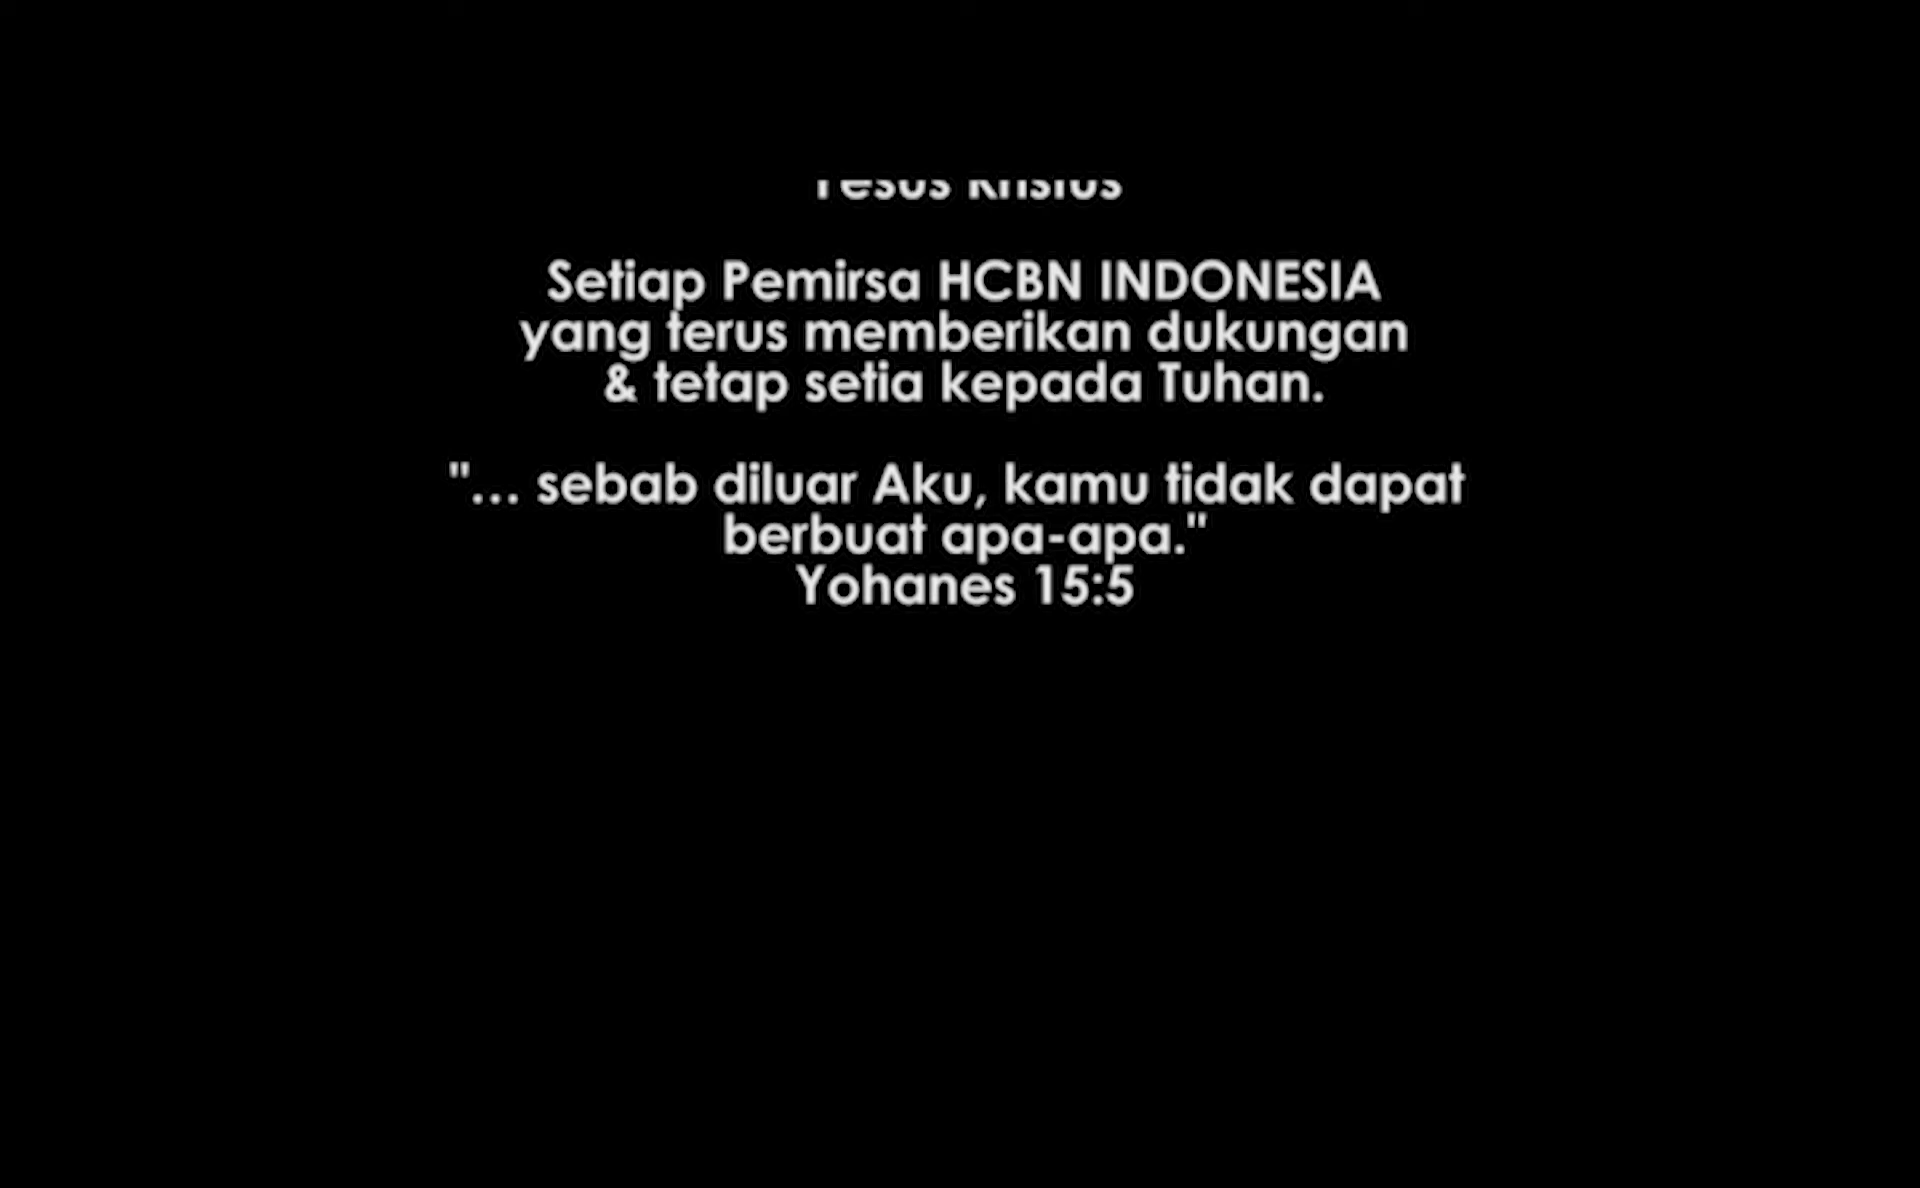 Yesus Kristus
Setiap Pemirsa HCBN INDONESIA
yang terus memberikan dukungan
& tetap setia kepada Tuhan.
"... sebab diluar Aku, kamu tidak dapat
berbuat apa-apa."
Yohanes 15:5